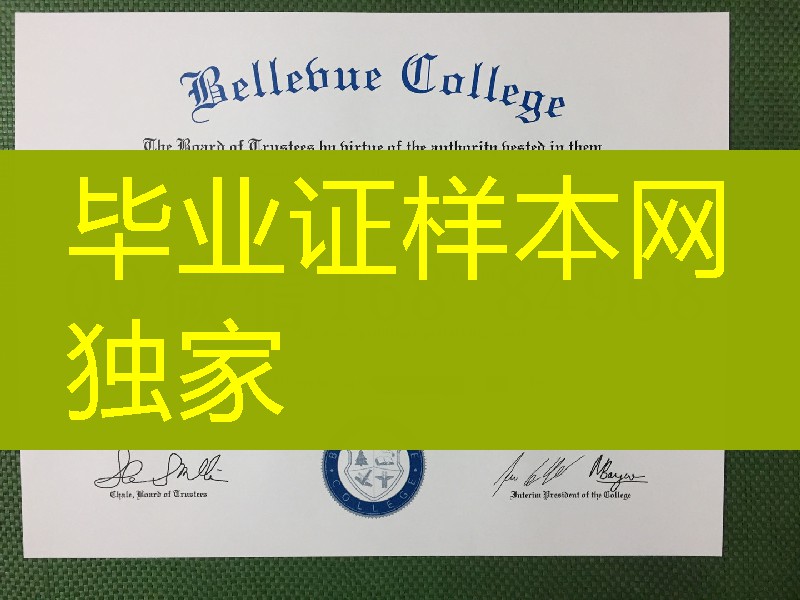 Bellevue College
The Board of Trustees by virtue of the authority vested in them
毕业证样本网
独家
COLLEGE
Chair, Board of Trustees
Interim President of the College